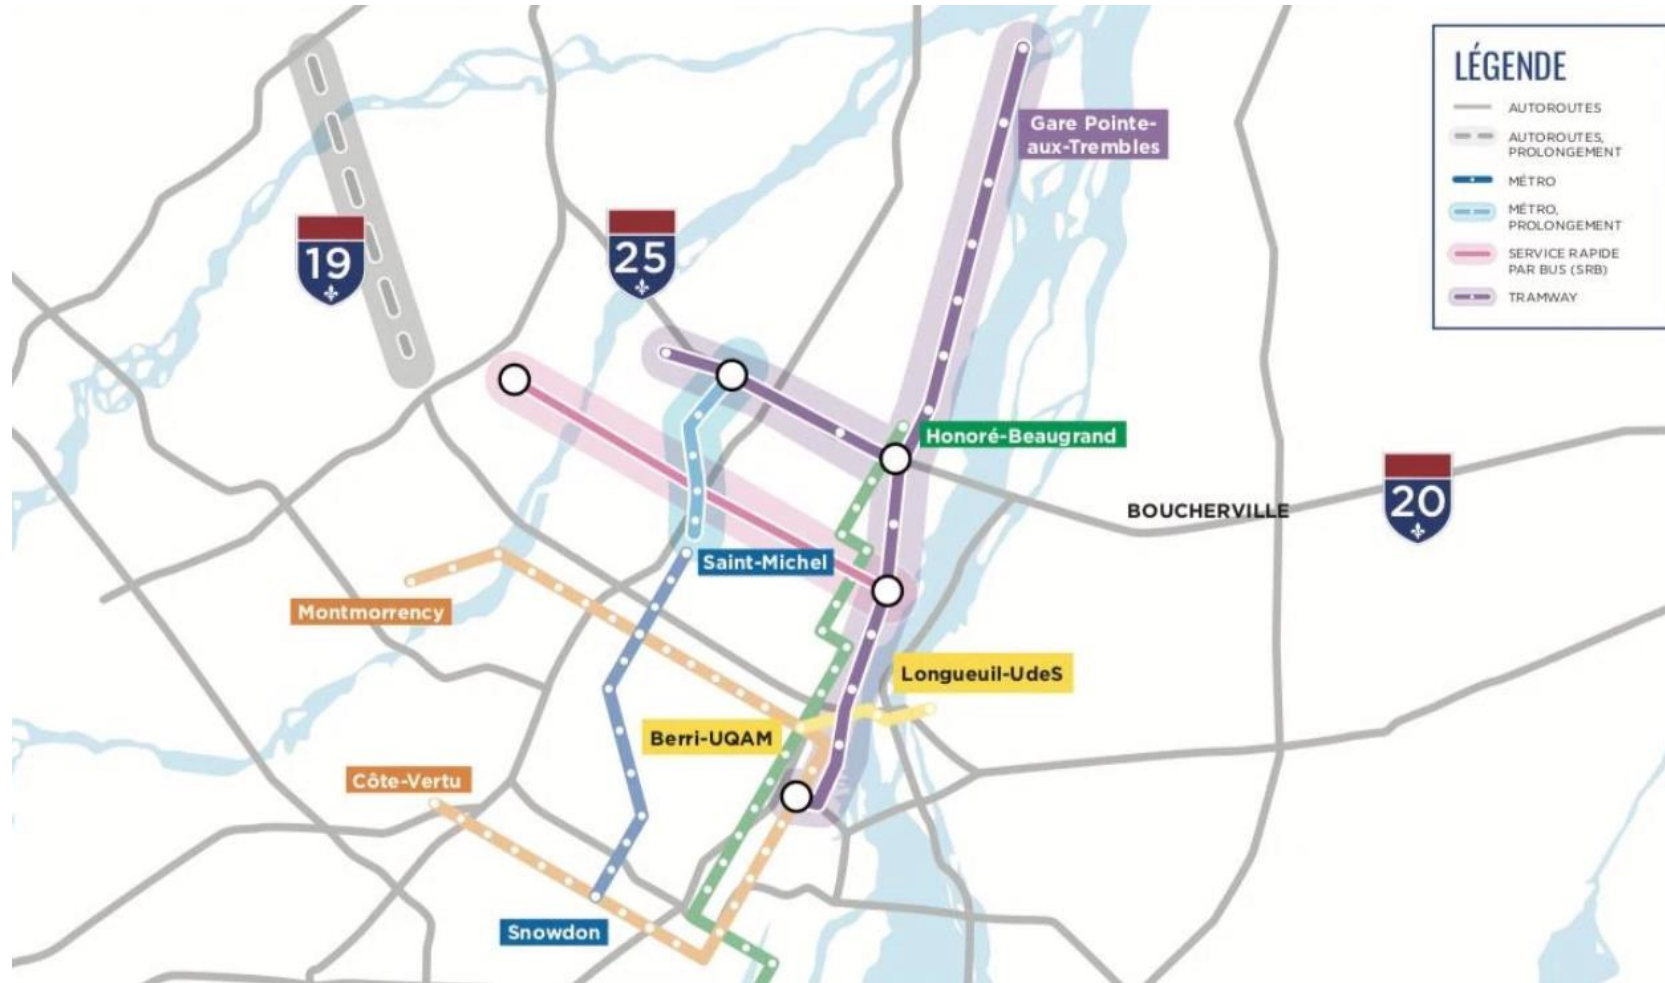 LÉGENDE
AUTOROUTES
AUTOROUTES,
PROLONGEMENT
MÉTRO
MÉTRO,
PROLONGEMENT
SERVICE RAPIDE
PAR BUS (SRB)
TRAMWAY
Gare Pointe-
aux-Trembles
19
25
Honoré-Beaugrand
20
BOUCHERVILLE
Saint-Michel
Montmorrency
Longueuil-UdeS
Berri-UQAM
Côte-Vertu
Snowdon